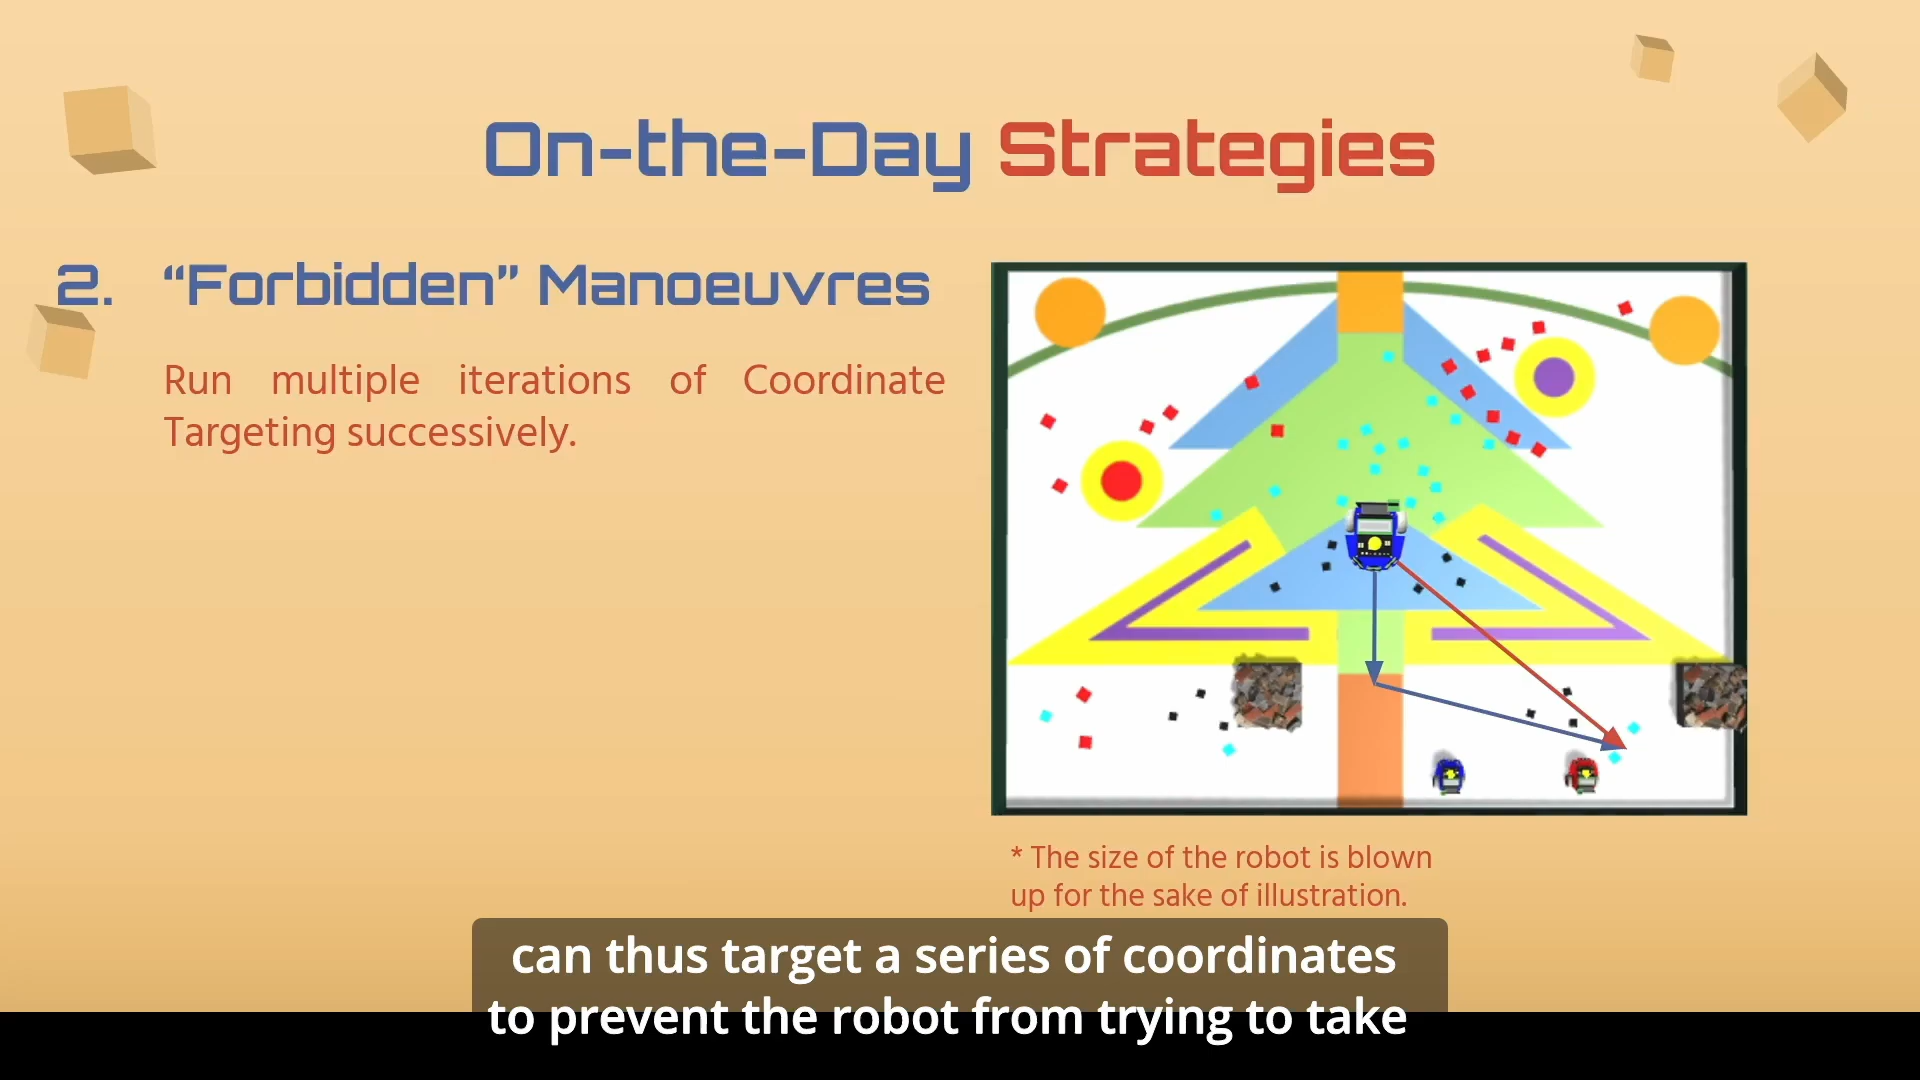 On-the-Day Strategies
2. “Forbidden” Manoeuvres
Run multiple iterations of Coordinate
Targeting successively.
* The size of the robot is blown
up for the sake of illustration.
can thus target a series of coordinates
to prevent the robot from trying to take